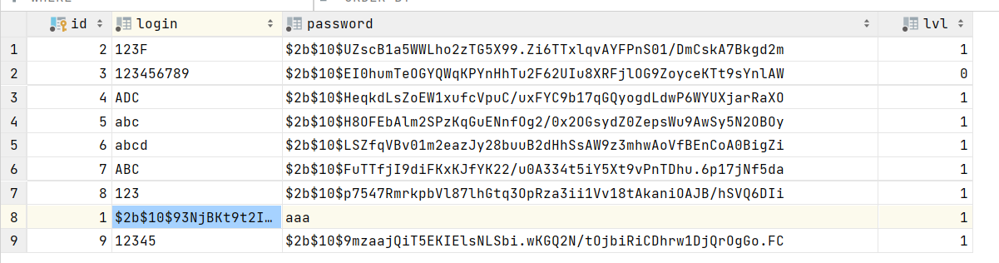 id login password lvl
1 2 123F $2b$10$UZscB1a5WWLho2zTG5X99.Zi6TTxlqvAYFPnS01/DmCskA7Bkgd2m 1
2 3 123456789 $2b$10$EI0humTeOGYQWqKPYnHhTu2F62UIu8XRFjlOG9ZoyceKTt9sYnlAW 0
3 4 ADC $2b$10$HeqkdLsZoEW1xufcVpuC/uxFYC9b17qGQyogdLdwP6WYUXjarRaXO 1
4 5 abc $2b$10$H8OFEbAlm2SPzKqGuENnfOg2/0x2OGsydZ0ZepsWu9AwSy5N2OBOy 1
5 6 abcd $2b$10$LSZfqVBv01m2eazJy28buuB2dHhSsAW9z3mhwAoVfBEnCoA0BigZi 1
6 7 ABC $2b$10$FuTTfjI9diFKxKJfYK22/u0A334t5iY5Xt9vPnTDhu.6p17jNf5da 1
7 8 123 $2b$10$p7547RmrkpbVl87lhGtq3OpRza3ii1Vv18tAkaniOAJB/hSVQ6DIi 1
8 1 $2b$10$93NjBKt9t2I… aaa 1
9 9 12345 $2b$10$9mzaajQiT5EKIElsNLSbi.wKGQ2N/tOjbiRiCDhrw1DjQrOgGo.FC 1